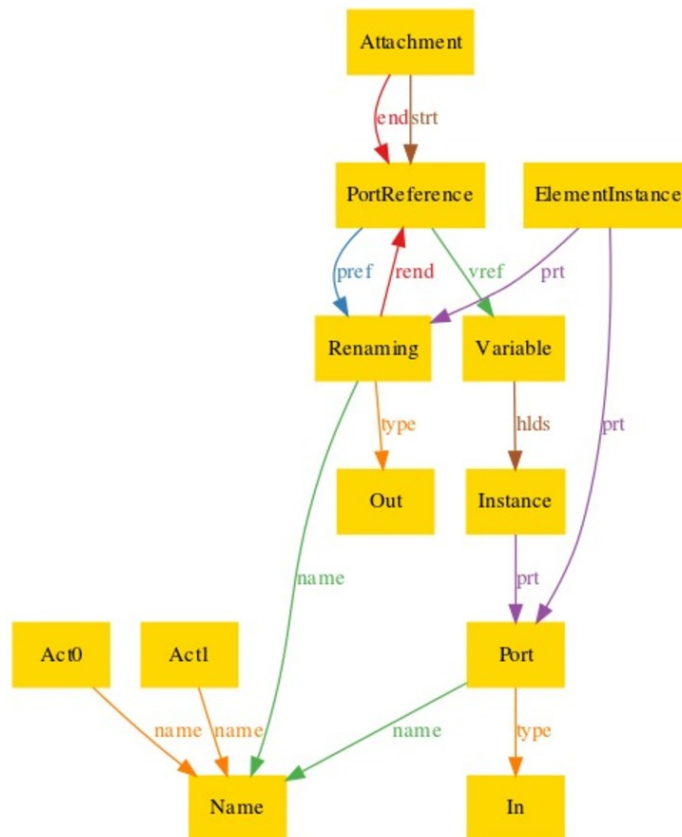 Attachment
end strt
PortReference ElementInstance
pref rend vref prt
Renaming Variable
type hlds prt
Out Instance
name prt
Act0 Act1 Port
name name name type
Name In